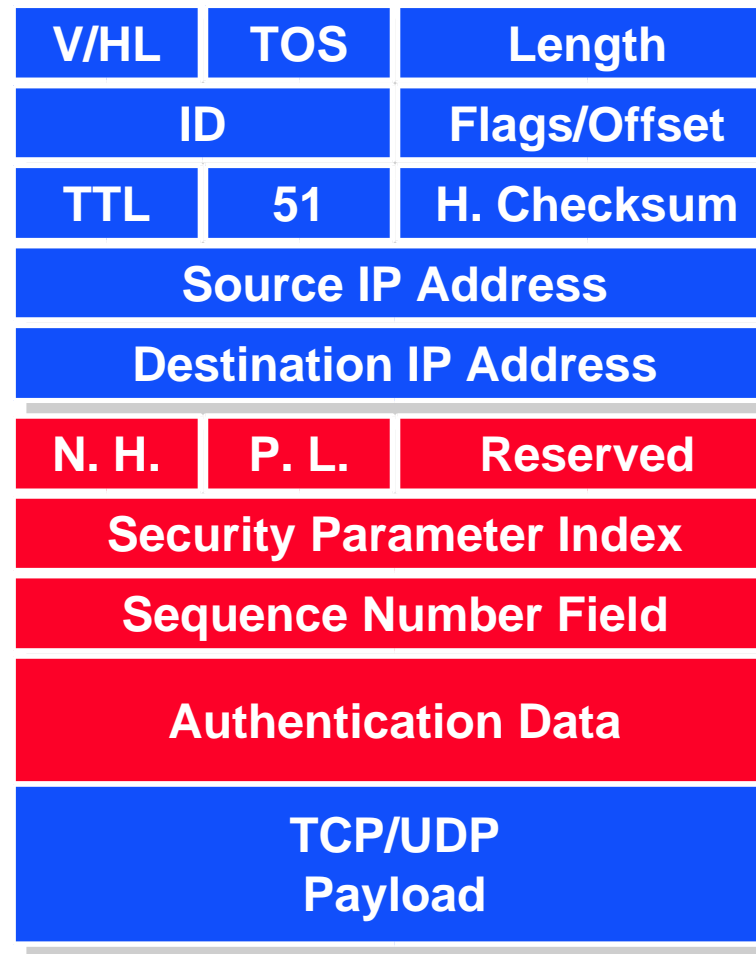 V/HL TOS Length
ID Flags/Offset
TTL 51 H. Checksum
Source IP Address
Destination IP Address
N. H. P. L. Reserved
Security Parameter Index
Sequence Number Field
Authentication Data
TCP/UDP
Payload